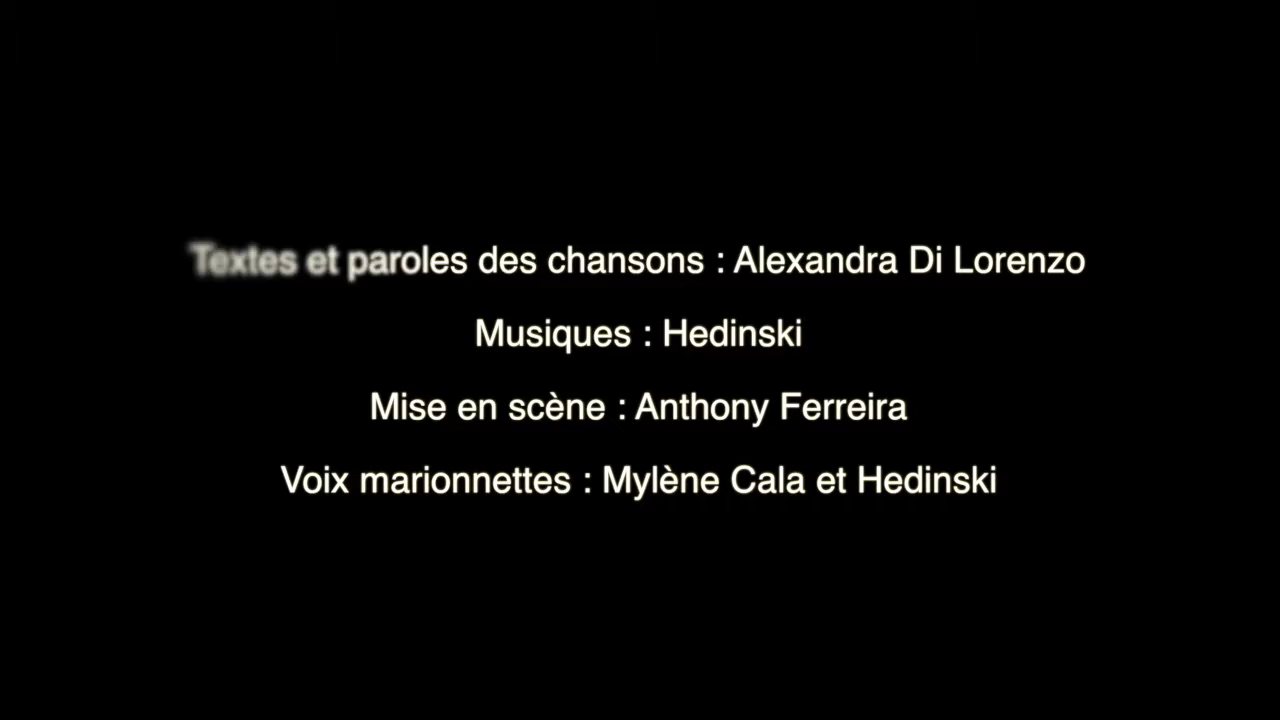 Textes et paroles des chansons : Alexandra Di Lorenzo
Musiques : Hedinski
Mise en scène : Anthony Ferreira
Voix marionnettes : Mylène Cala et Hedinski